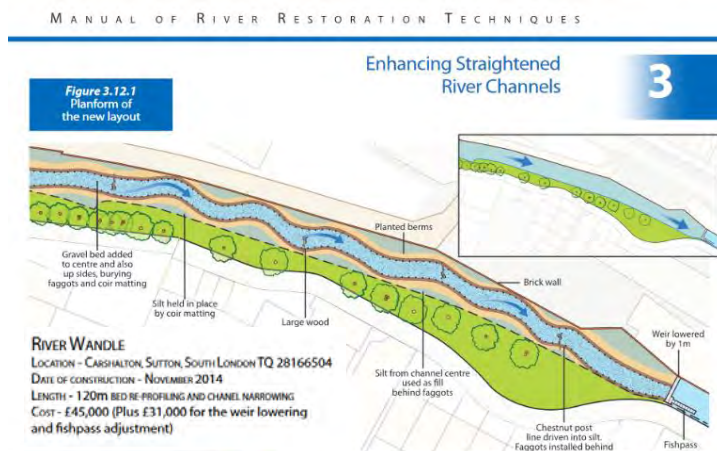 MANUAL OF RIVER RESTORATION TECHNIQUES
Enhancing Straightened
River Channels
3
Figure 3.12.1
Planform of
the new layout
Planted berms
Gravel bed added
to centre and also
up sides, burying
faggots and coir matting
Silt held in place
by coir matting
Large wood
Brick wall
Weir lowered
by 1m
Silt from channel centre
used as fill
behind faggots
Chestnut post
line driven into silt.
Faggots installed behind
Fishpass
RIVER WANDLE
LOCATION - CARSHALTON, SUTTON, SOUTH LONDON TQ 28166504
DATE OF CONSTRUCTION - NOVEMBER 2014
LENGTH - 120m BED RE-PROFILING AND CHANEL NARROWING
COST - £45,000 (Plus £31,000 for the weir lowering
and fishpass adjustment)